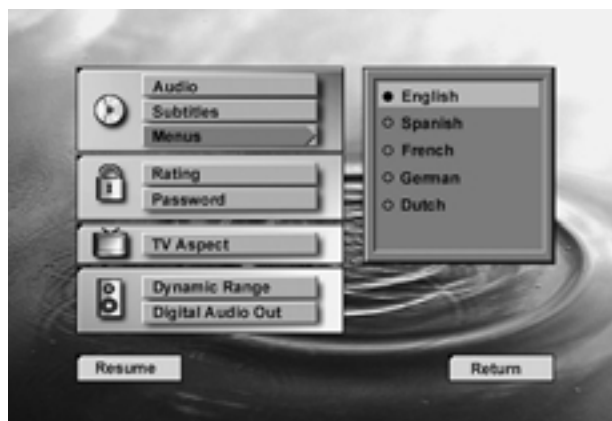 Audio
Subtitles
Menus
Rating
Password
TV Aspect
Dynamic Range
Digital Audio Out
English
Spanish
French
German
Dutch
Resume
Return